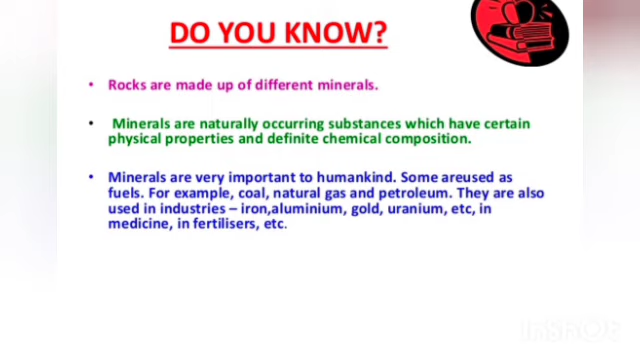 DO YOU KNOW?
• Rocks are made up of different minerals.
• Minerals are naturally occurring substances which have certain
physical properties and definite chemical composition.
• Minerals are very important to humankind. Some areused as
fuels. For example, coal, natural gas and petroleum. They are also
used in industries – iron,aluminium, gold, uranium, etc, in
medicine, in fertilisers, etc.